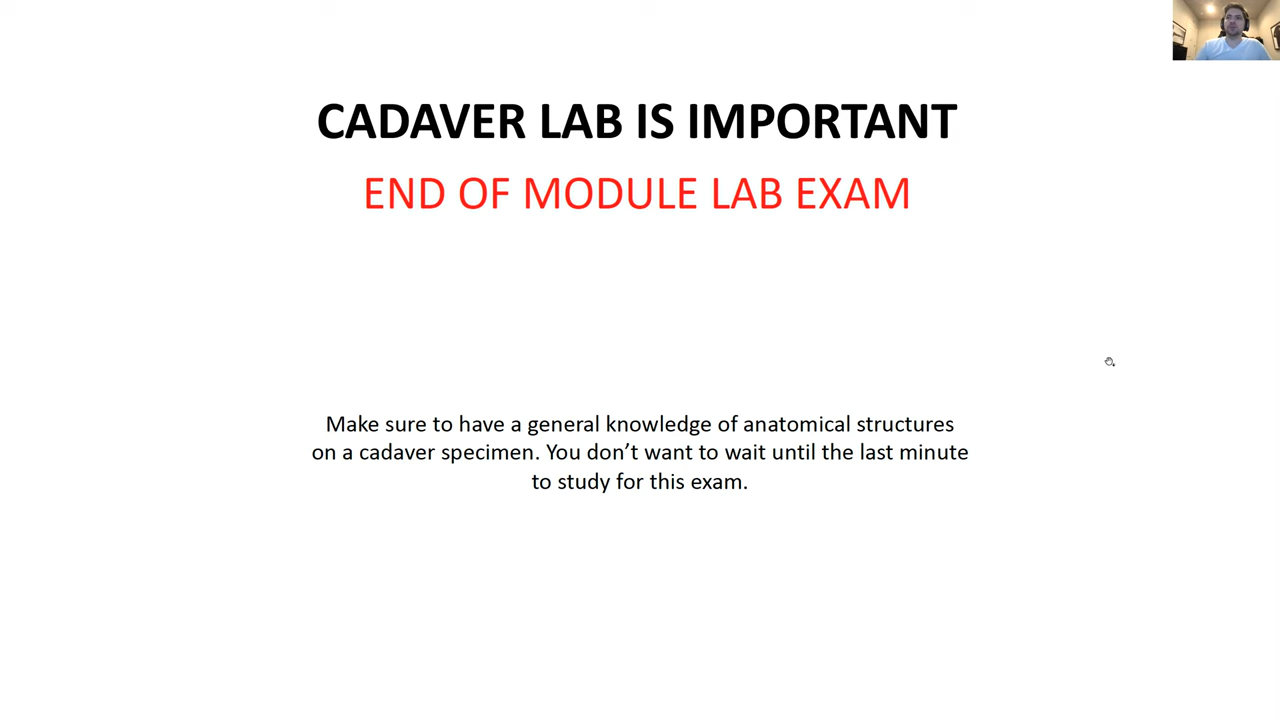 CADAVER LAB IS IMPORTANT
END OF MODULE LAB EXAM
Make sure to have a general knowledge of anatomical structures
on a cadaver specimen. You don’t want to wait until the last minute
to study for this exam.